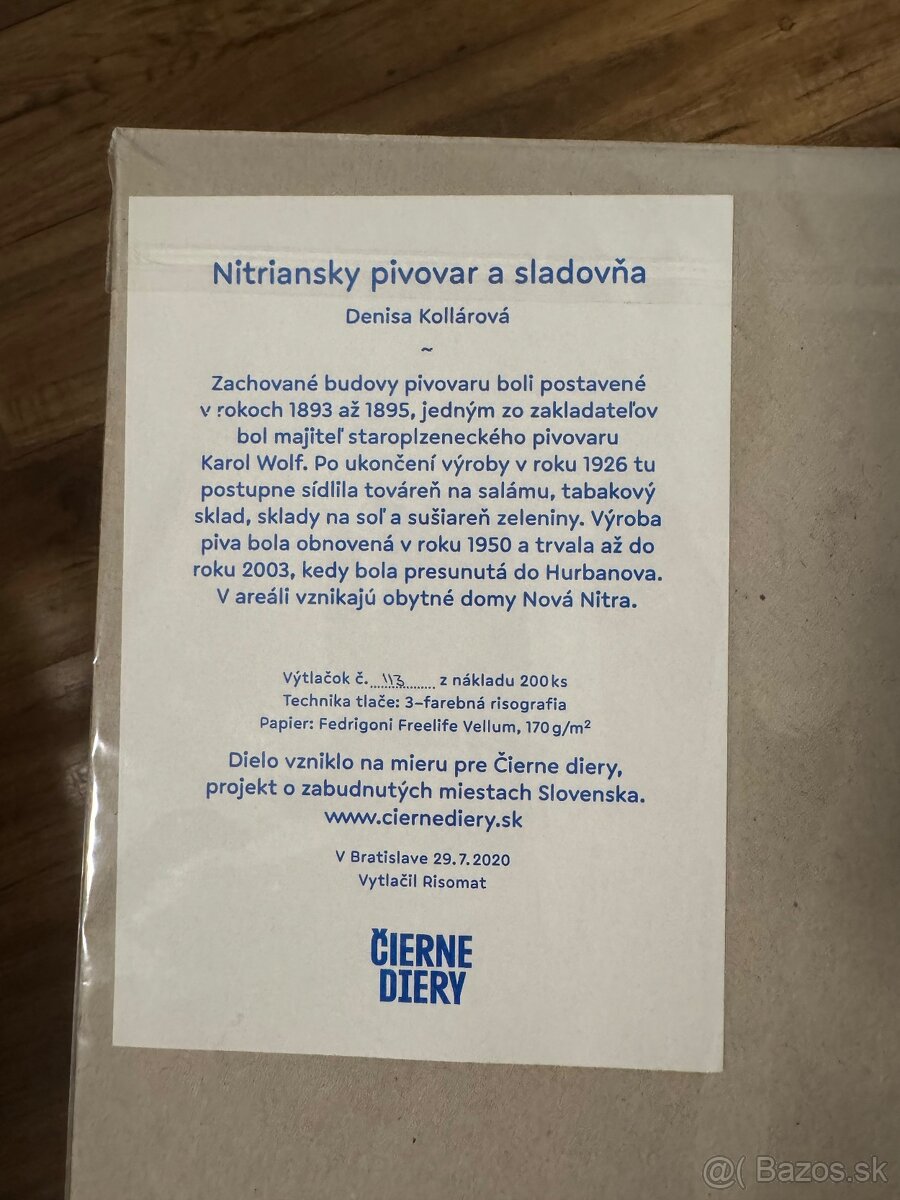 Nitriansky pivovar a sladovňa
Denisa Kollárová
~
Zachované budovy pivovaru boli postavené
v rokoch 1893 až 1895, jedným zo zakladateľov
bol majiteľ staroplzeneckého pivovaru
Karol Wolf. Po ukončení výroby v roku 1926 tu
postupne sídlila továreň na salámu, tabakový
sklad, sklady na soľ a sušiareň zeleniny. Výroba
piva bola obnovená v roku 1950 a trvala až do
roku 2003, kedy bola presunutá do Hurbanova.
V areáli vznikajú obytné domy Nová Nitra.
Výtlačok č. 113 z nákladu 200 ks
Technika tlače: 3-farebná risografia
Papier: Fedrigoni Freelife Vellum, 170 g/m²
Dielo vzniklo na mieru pre Čierne diery,
projekt o zabudnutých miestach Slovenska.
www.ciernediery.sk
V Bratislave 29.7.2020
Vytlačil Risomat
ČIERNE
DIERY
@( Bazos.sk